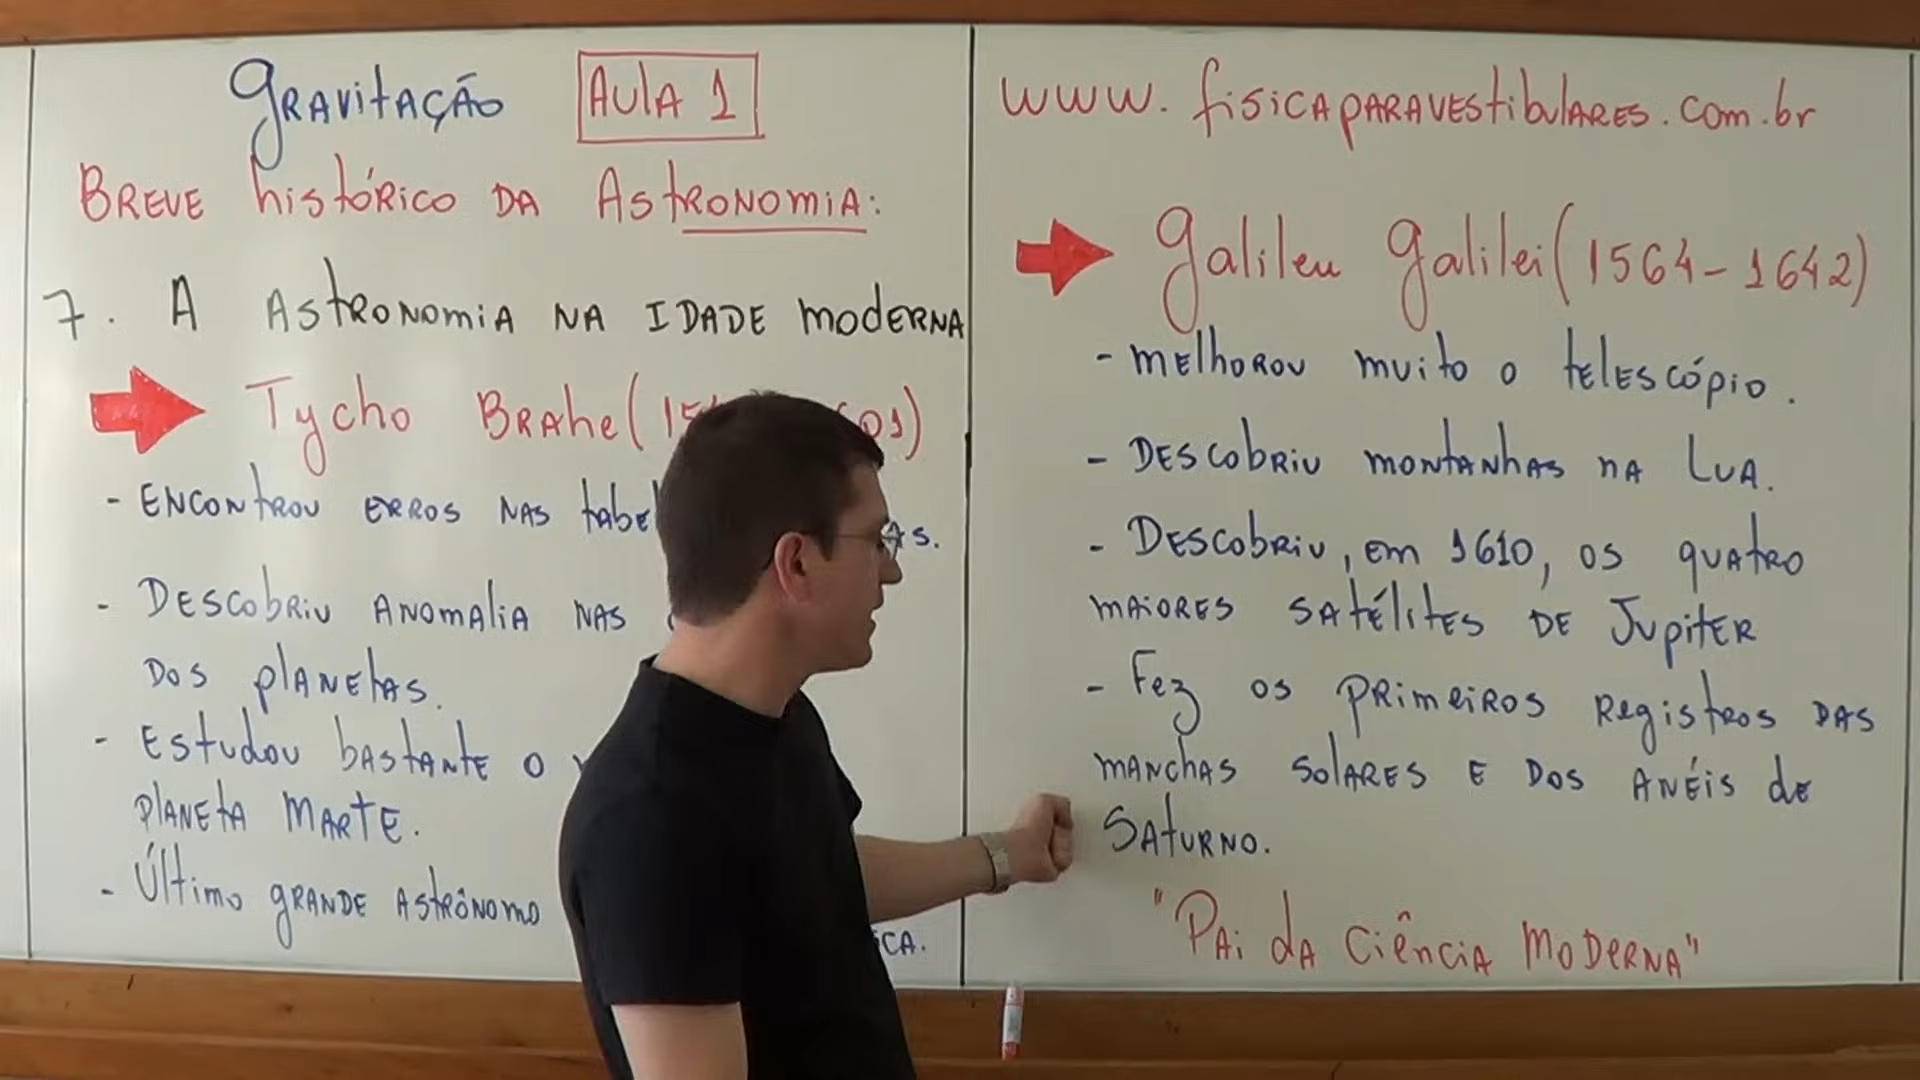 Gravitação Aula 1
Breve histórico da Astronomia:
7. A Astronomia na Idade Moderna
Tycho Brahe (15 601)
- Encontrou erros nas
- Descobriu anomalia nas
dos planetas.
- Estudou bastante o
planeta Marte.
- Último grande astrônomo
www.fisicaparavestibulares.com.br
Galileu Galilei (1564-1642)
- Melhorou muito o telescópio.
- Descobriu montanhas na Lua.
- Descobriu, em 1610, os quatro
maiores satélites de Jupiter
- Fez os primeiros registros das
manchas solares e dos anéis de
Saturno.
"Pai da Ciência Moderna"